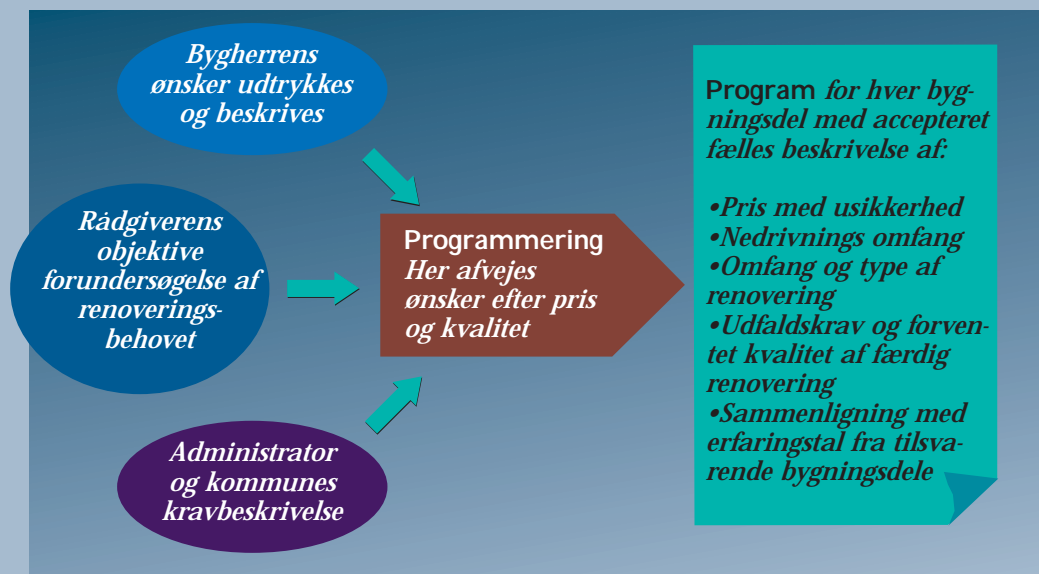 Bygherrens
ønsker udtrykkes
og beskrives
Rådgiverens
objektive
forundersøgelse af
renoverings-
behovet
Administrator
og kommunes
kravbeskrivelse
Programmering
Her afvejes
ønsker efter pris
og kvalitet
Program for hver byg-
ningsdel med accepteret
fælles beskrivelse af:
•Pris med usikkerhed
•Nedrivnings omfang
•Omfang og type af
renovering
•Udfaldskrav og forven-
tet kvalitet af færdig
renovering
•Sammenligning med
erfaringstal fra tilsva-
rende bygningsdele